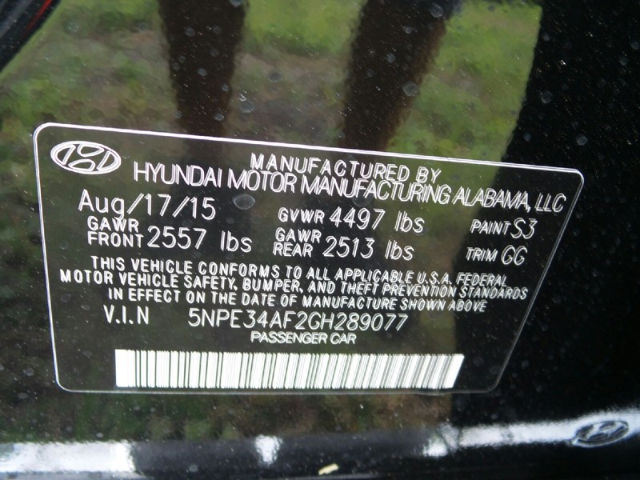 MANUFACTURED BY
HYUNDAI MOTOR MANUFACTURING ALABAMA, LLC
Aug/17/15 GVWR 4497 lbs PAINT S3
GAWR FRONT 2557 lbs GAWR REAR 2513 lbs TRIM GG
THIS VEHICLE CONFORMS TO ALL APPLICABLE U.S.A. FEDERAL
MOTOR VEHICLE SAFETY, BUMPER, AND THEFT PREVENTION STANDARDS
IN EFFECT ON THE DATE OF MANUFACTURE SHOWN ABOVE
V.I.N 5NPE34AF2GH289077
PASSENGER CAR